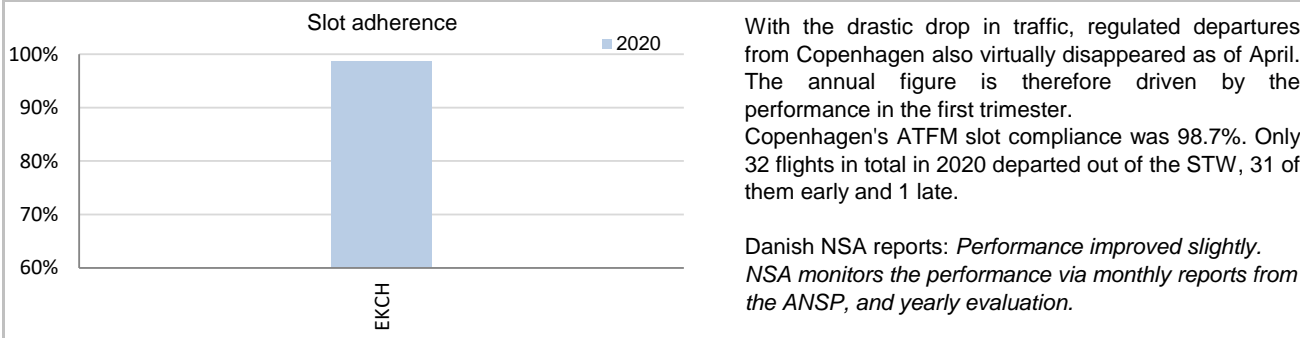 Slot adherence
2020
100%
90%
80%
70%
60%
EKCH
With the drastic drop in traffic, regulated departures
from Copenhagen also virtually disappeared as of April.
The annual figure is therefore driven by the
performance in the first trimester.
Copenhagen's ATFM slot compliance was 98.7%. Only
32 flights in total in 2020 departed out of the STW, 31 of
them early and 1 late.
Danish NSA reports: Performance improved slightly.
NSA monitors the performance via monthly reports from
the ANSP, and yearly evaluation.